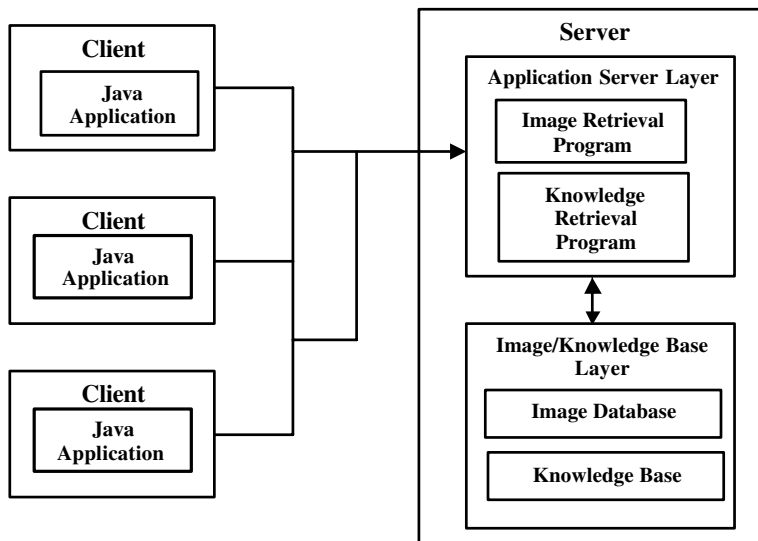 Client
Java
Application
Client
Java
Application
Client
Java
Application
Server
Application Server Layer
Image Retrieval
Program
Knowledge
Retrieval
Program
Image/Knowledge Base
Layer
Image Database
Knowledge Base